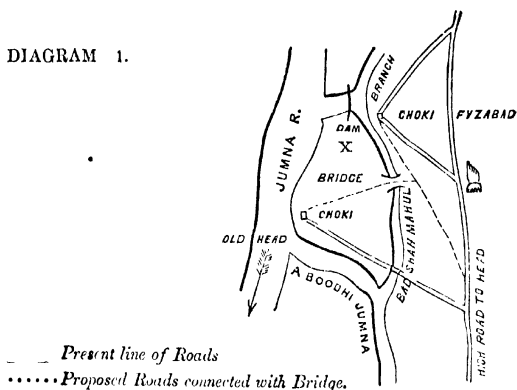 DIAGRAM 1.
BRANCH
CHOKI
FYZABAD
DAM
X
JUMNA R.
BRIDGE
CHOKI
OLD HEAD
BAD SHAH MAHUL
A BOODHI JUMNA
HIGH ROAD TO HEAD
_ _ Present line of Roads
...... Proposed Roads connected with Bridge.